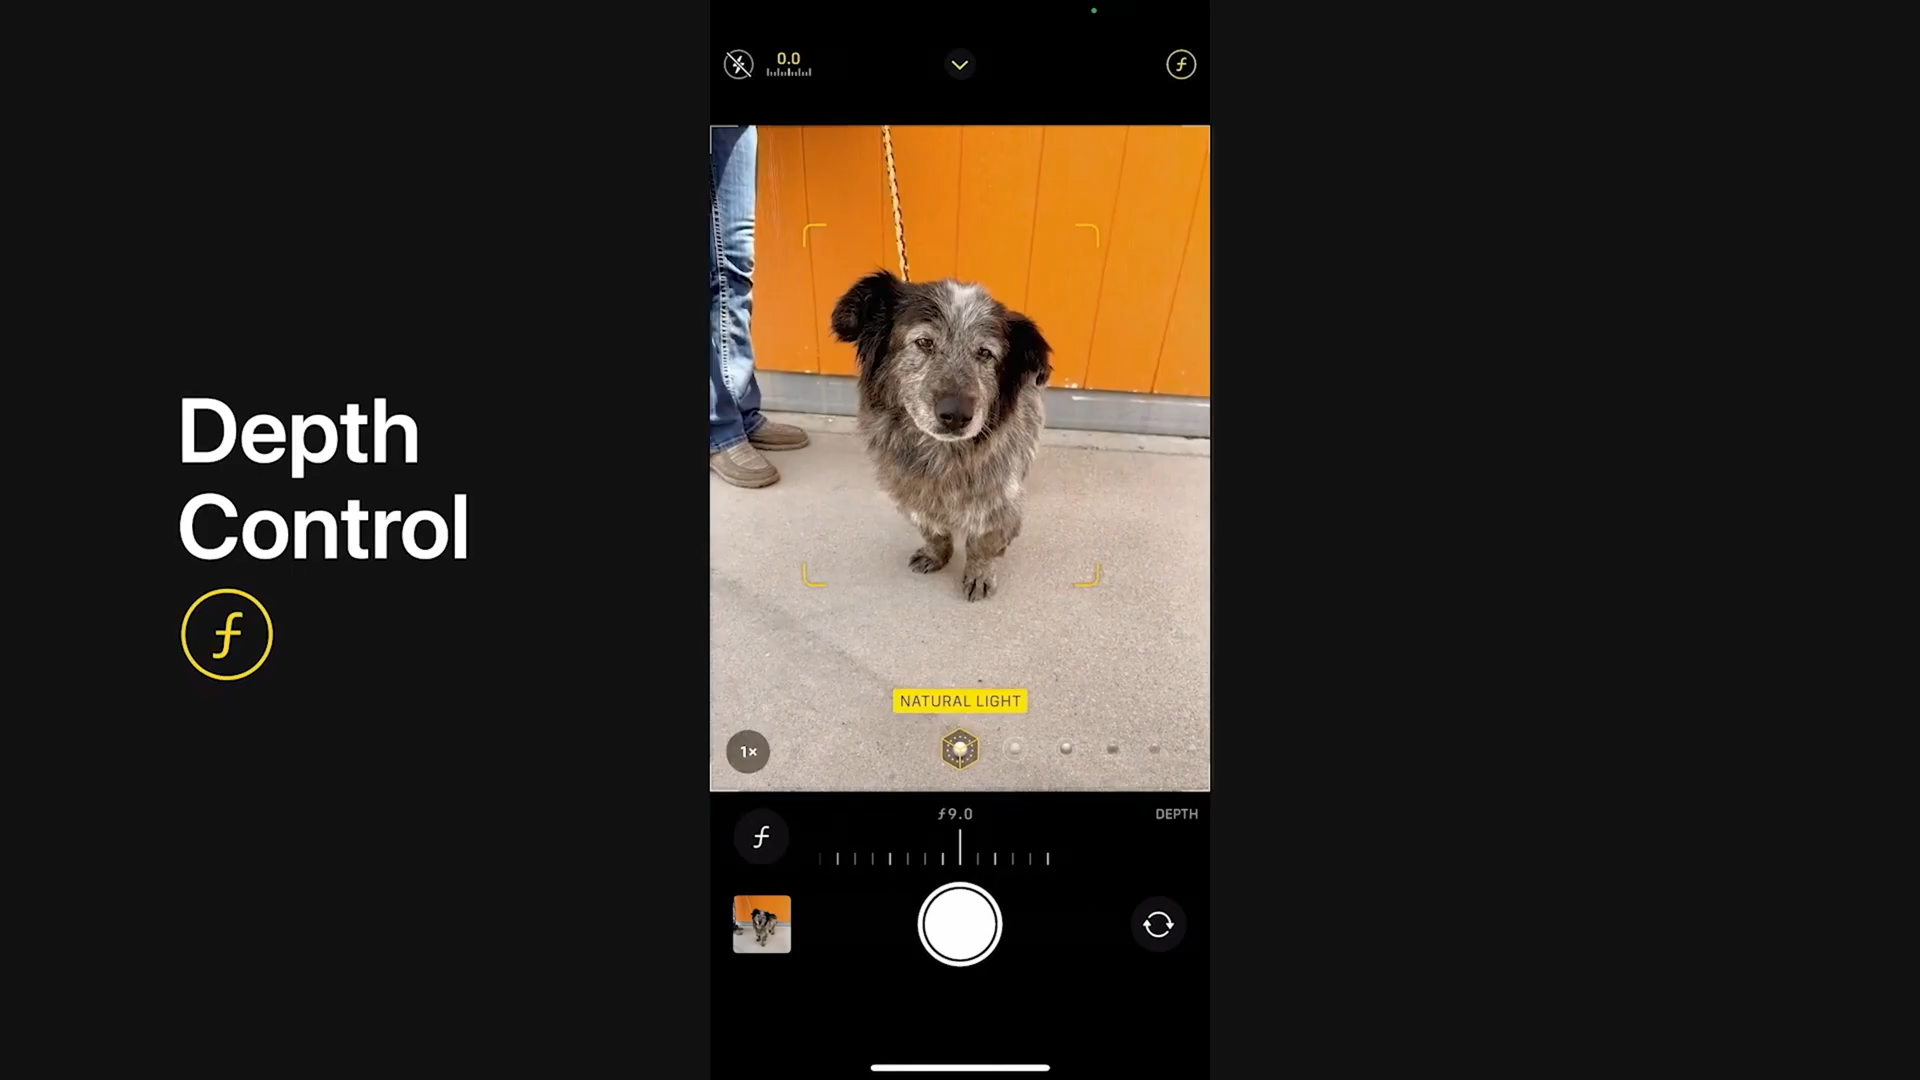 Depth
Control
ƒ
0.0
ƒ
NATURAL LIGHT
1×
ƒ9.0
DEPTH
ƒ